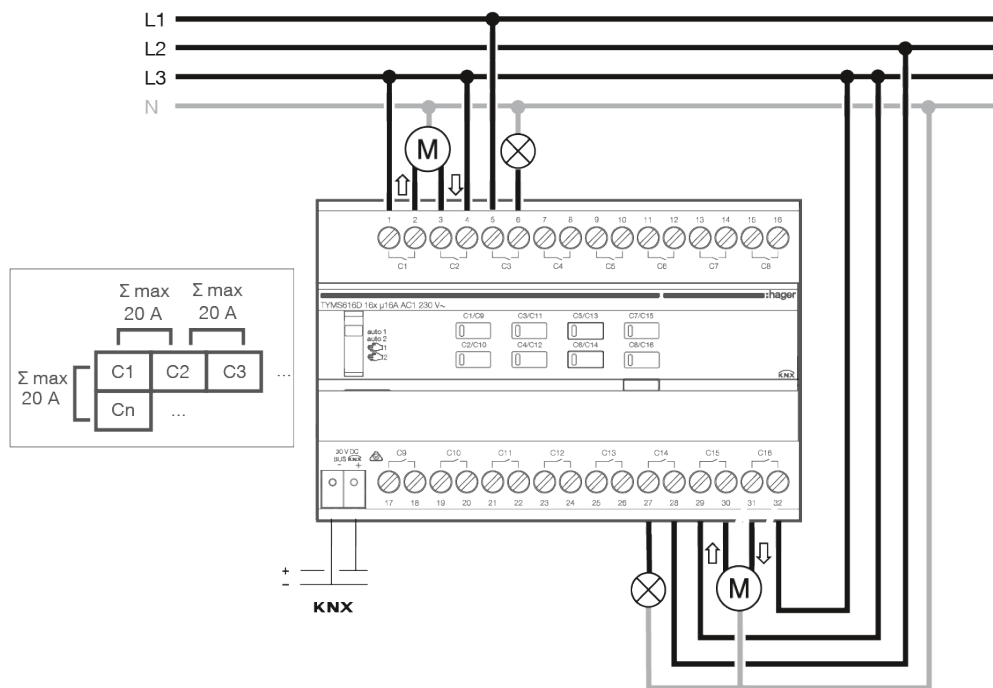 L1
L2
L3
N
M
1 2 3 4 5 6 7 8 9 10 11 12 13 14 15 16
C1 C2 C3 C4 C5 C6 C7 C8
:hager
TYMS616D 16x µ16A AC1 230 V~
C1/C9 C3/C11 C5/C13 C7/C15
auto 1
auto 2
1
2
C2/C10 C4/C12 C6/C14 C8/C16
KNX
Σ max
20 A
Σ max
20 A
Σ max
20 A
C1 C2 C3 ...
Cn ...
30 V DC
BUS KNX
- +
C9 C10 C11 C12 C13 C14 C15 C16
17 18 19 20 21 22 23 24 25 26 27 28 29 30 31 32
M
+
−
KNX